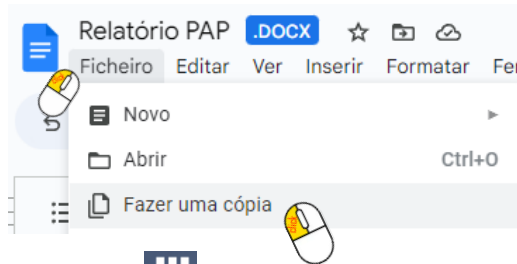 Relatório PAP .DOCX
Ficheiro Editar Ver Inserir Formatar
Novo
Abrir Ctrl+O
Fazer uma cópia